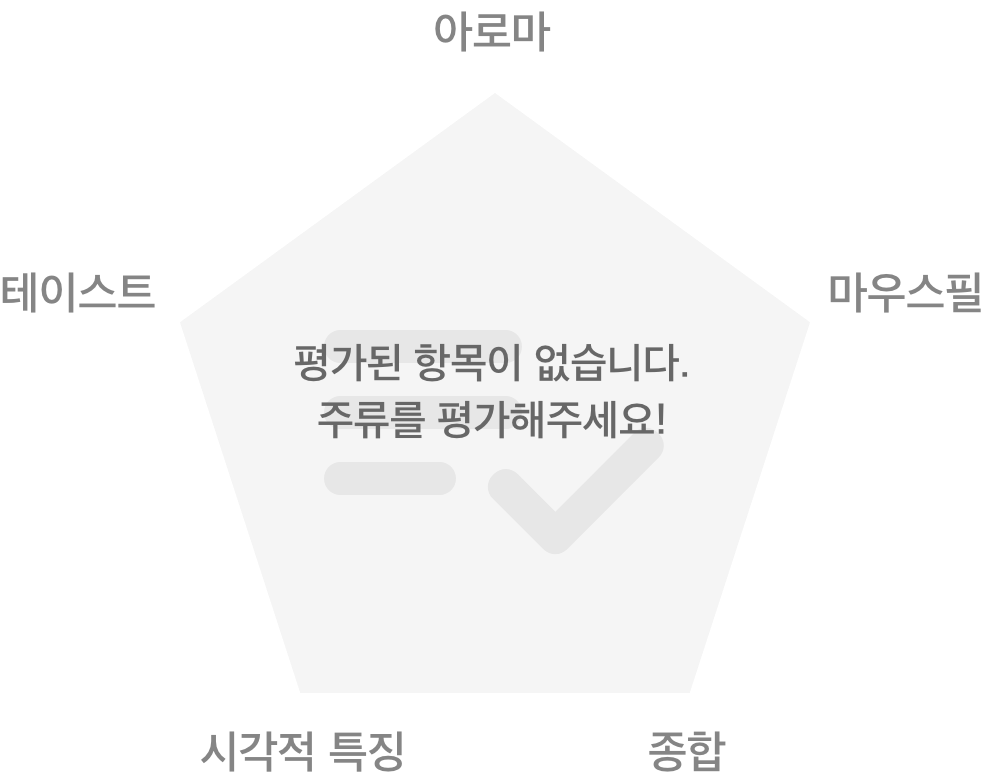 아로마
테이스트
마우스필
평가된 항목이 없습니다.
주류를 평가해주세요!
시각적 특징
종합